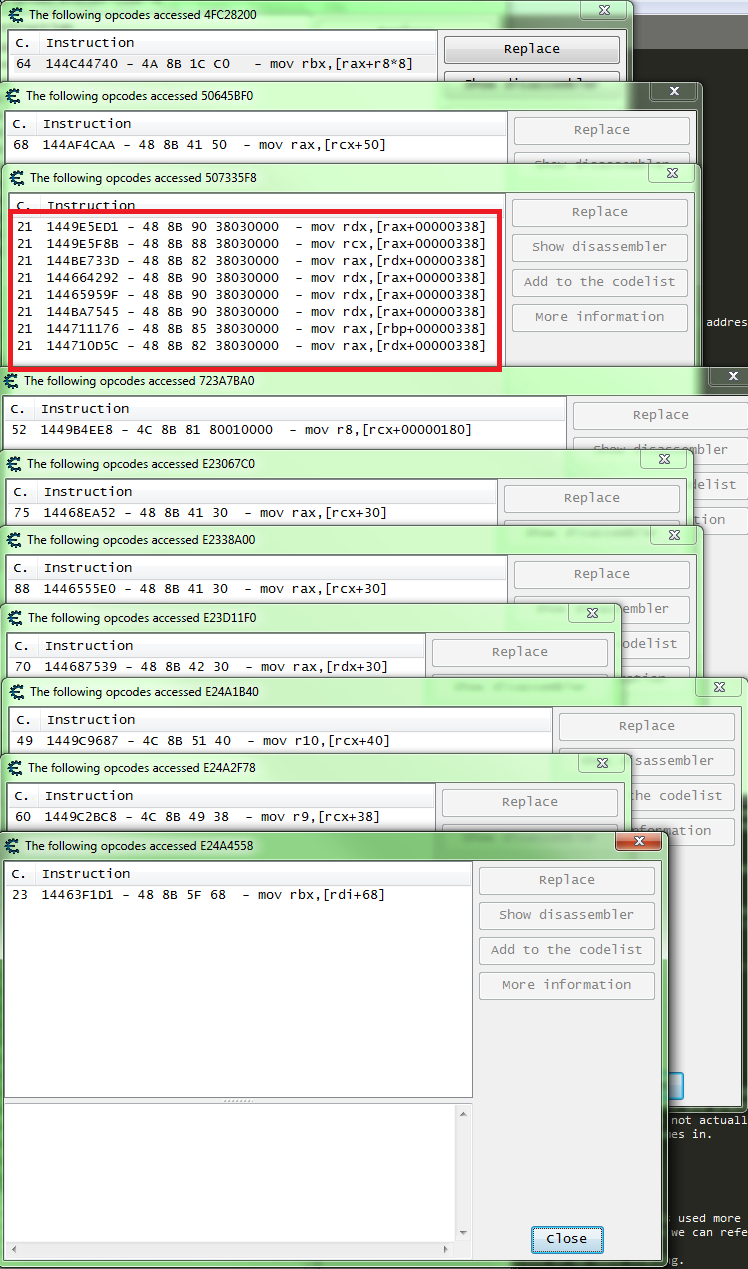 The following opcodes accessed 4FC28200
C. Instruction
Replace
64 144C44740 - 4A 8B 1C C0 - mov rbx,[rax+r8*8]
The following opcodes accessed 50645BF0
C. Instruction
Replace
68 144AF4CAA - 48 8B 41 50 - mov rax,[rcx+50]
The following opcodes accessed 507335F8
C. Instruction
Replace
21 1449E5ED1 - 48 8B 90 38030000 - mov rdx,[rax+00000338]
21 1449E5F8B - 48 8B 88 38030000 - mov rcx,[rax+00000338]
Show disassembler
21 144BE733D - 48 8B 82 38030000 - mov rax,[rdx+00000338]
21 144664292 - 48 8B 90 38030000 - mov rdx,[rax+00000338]
Add to the codelist
21 14465959F - 48 8B 90 38030000 - mov rdx,[rax+00000338]
21 144BA7545 - 48 8B 90 38030000 - mov rdx,[rax+00000338]
More information
addres
21 144711176 - 48 8B 85 38030000 - mov rax,[rbp+00000338]
21 144710D5C - 48 8B 82 38030000 - mov rax,[rdx+00000338]
The following opcodes accessed 723A7BA0
C. Instruction
Replace
52 1449B4EE8 - 4C 8B 81 80010000 - mov r8,[rcx+00000180]
The following opcodes accessed E23067C0
C. Instruction
Replace
75 14468EA52 - 48 8B 41 30 - mov rax,[rcx+30]
The following opcodes accessed E2338A00
C. Instruction
Replace
88 1446555E0 - 48 8B 41 30 - mov rax,[rcx+30]
The following opcodes accessed E23D11F0
C. Instruction
Replace
70 144687539 - 48 8B 42 30 - mov rax,[rdx+30]
The following opcodes accessed E24A1B40
C. Instruction
Replace
49 1449C9687 - 4C 8B 51 40 - mov r10,[rcx+40]
The following opcodes accessed E24A2F78
C. Instruction
Replace
60 1449C2BC8 - 4C 8B 49 38 - mov r9,[rcx+38]
The following opcodes accessed E24A4558
C. Instruction
Replace
23 14463F1D1 - 48 8B 5F 68 - mov rbx,[rdi+68]
Show disassembler
Add to the codelist
More information
not actuall
es in.
used more
we can refe
Close